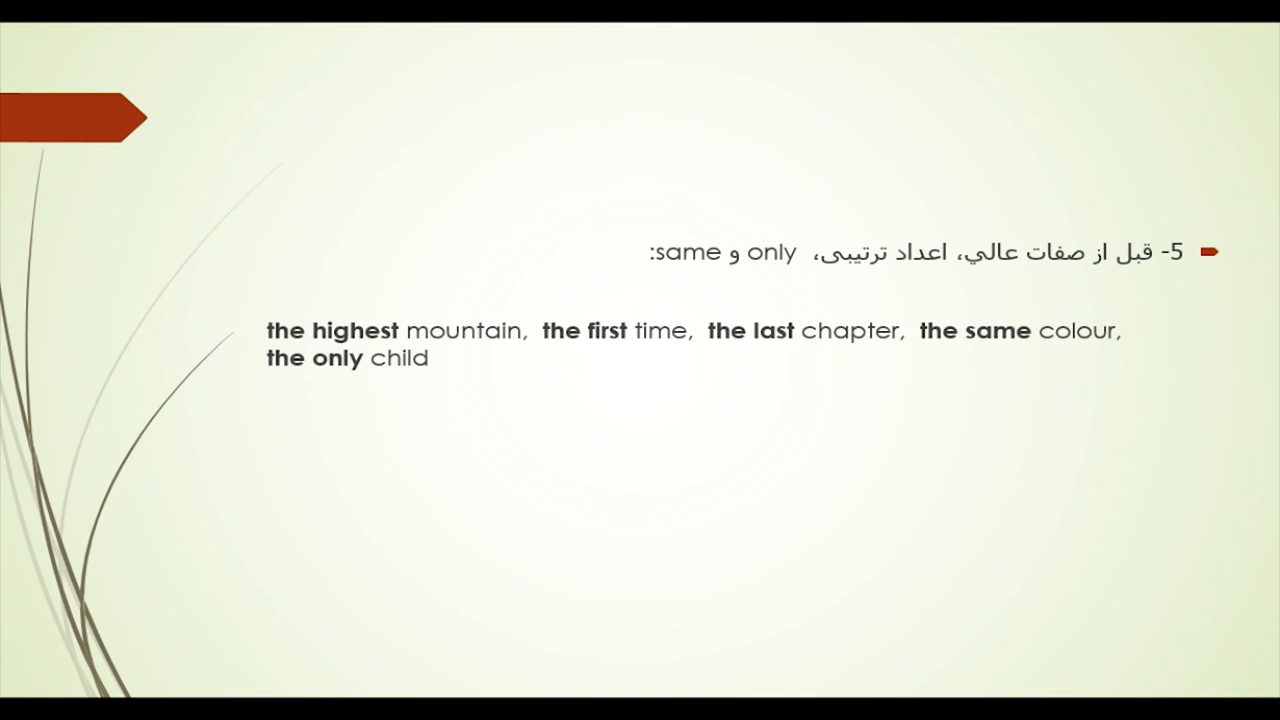 5- قبل از صفات عالي، اعداد ترتیبی، only و same:
the highest mountain, the first time, the last chapter, the same colour,
the only child